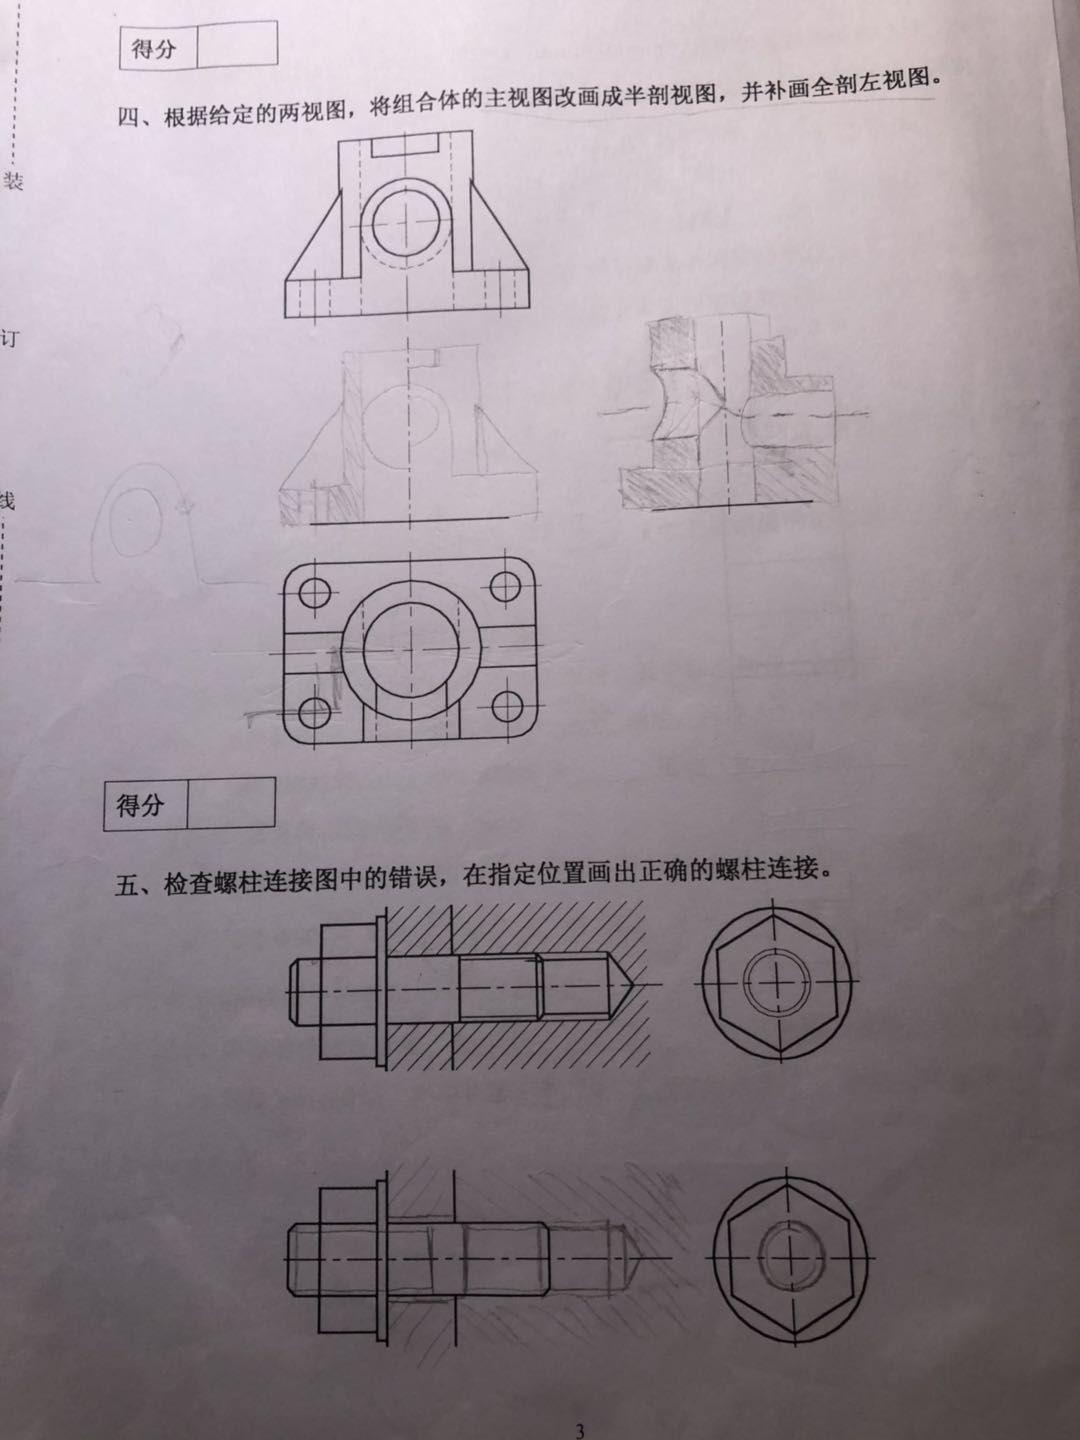 得分
四、根据给定的两视图，将组合体的主视图改画成半剖视图，并补画全剖左视图。
装
订
线
得分
五、检查螺柱连接图中的错误，在指定位置画出正确的螺柱连接。
3